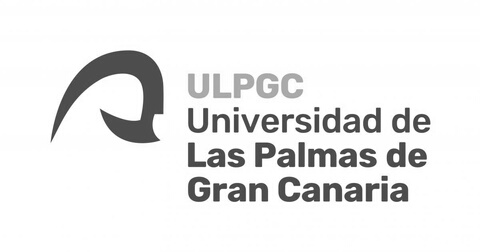 ULPGC
Universidad de
Las Palmas de
Gran Canaria